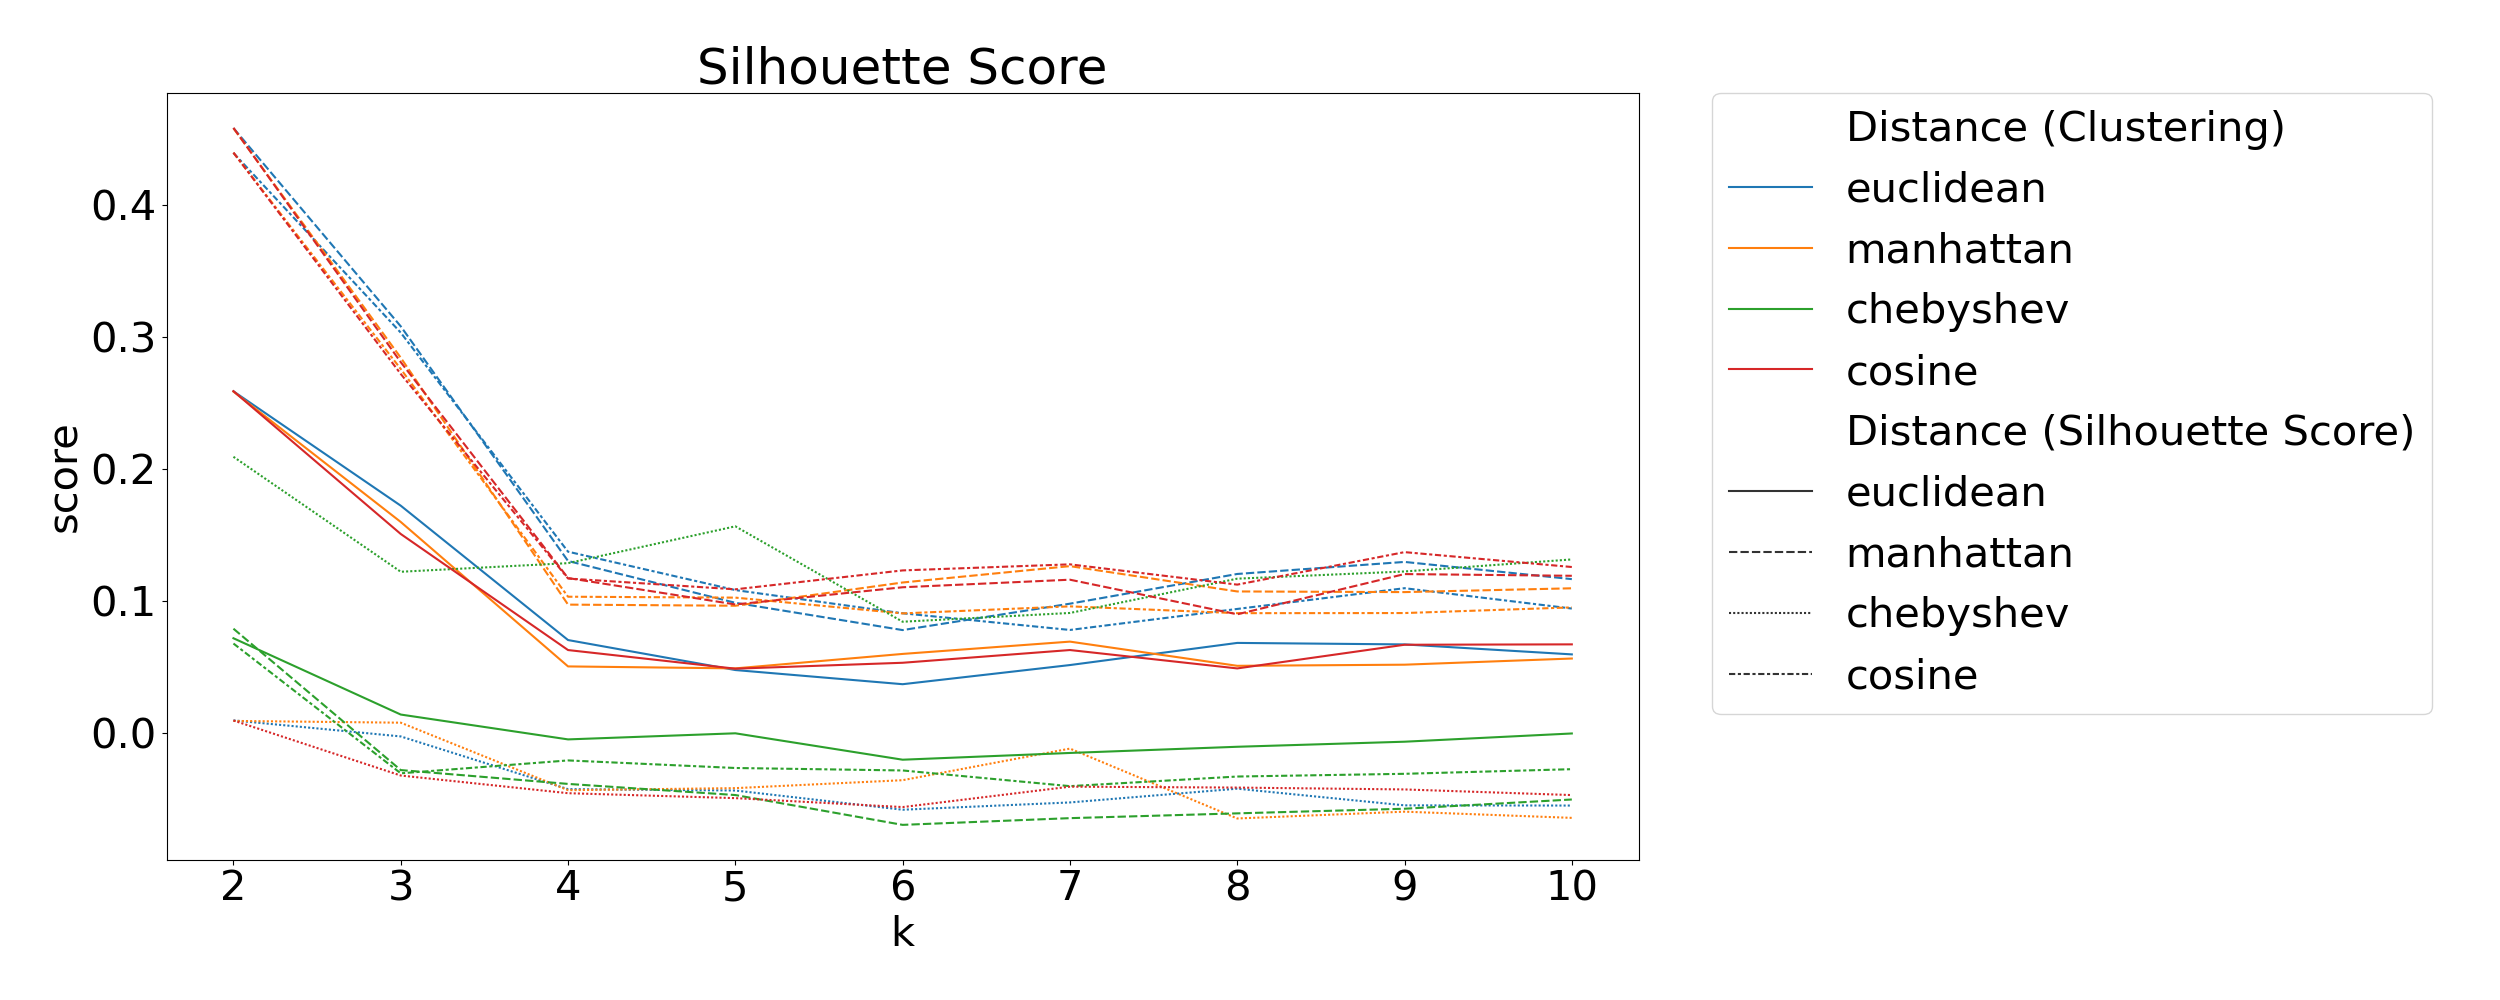 Silhouette Score
score
0.4
0.3
0.2
0.1
0.0
2 3 4 5 6 7 8 9 10
k
Distance (Clustering)
euclidean
manhattan
chebyshev
cosine
Distance (Silhouette Score)
euclidean
manhattan
chebyshev
cosine